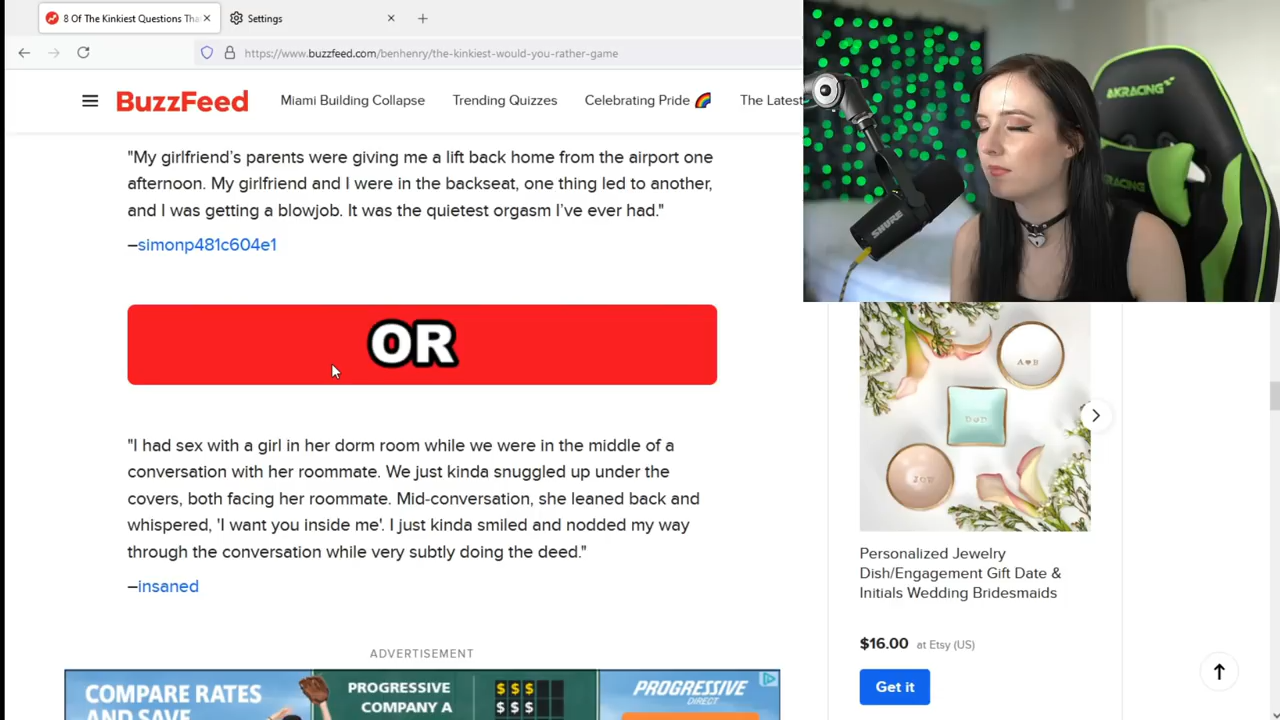 8 Of The Kinkiest Questions Tha
Settings
https://www.buzzfeed.com/benhenry/the-kinkiest-would-you-rather-game
BuzzFeed
Miami Building Collapse
Trending Quizzes
Celebrating Pride 🌈
The Latest
AKRACING
RACING
SHURE
"My girlfriend's parents were giving me a lift back home from the airport one
afternoon. My girlfriend and I were in the backseat, one thing led to another,
and I was getting a blowjob. It was the quietest orgasm I've ever had."
–simonp481c604e1
OR
"I had sex with a girl in her dorm room while we were in the middle of a
conversation with her roommate. We just kinda snuggled up under the
covers, both facing her roommate. Mid-conversation, she leaned back and
whispered, 'I want you inside me'. I just kinda smiled and nodded my way
through the conversation while very subtly doing the deed."
–insaned
A ♥ B
Personalized Jewelry
Dish/Engagement Gift Date &
Initials Wedding Bridesmaids
$16.00 at Etsy (US)
Get it
ADVERTISEMENT
COMPARE RATES
AND SAVE
PROGRESSIVE
COMPANY A
$ $ $
$ $ $
PROGRESSIVE
DIRECT